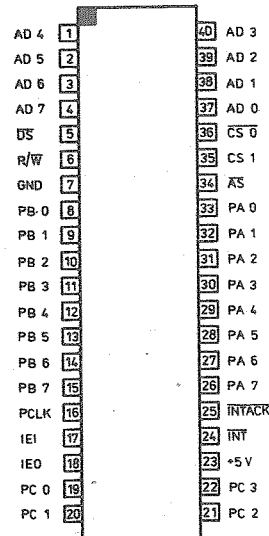 AD 4 1 40 AD 3
AD 5 2 39 AD 2
AD 6 3 38 AD 1
AD 7 4 37 AD 0
D̅S̅ 5 36 C̅S̅ ̅0̅
R/W̅ 6 35 CS 1
GND 7 34 A̅S̅
PB·0 8 33 PA 0
PB 1 9 32 PA 1
PB 2 10 31 PA 2
PB 3 11 30 PA 3
PB 4 12 29 PA 4
PB 5 13 28 PA 5
PB 6 14 27 PA 6
PB 7 15 26 PA 7
PCLK 16 25 I̅N̅T̅A̅C̅K̅
IEI 17 24 I̅N̅T̅
IEO 18 23 +5 V
PC 0 19 22 PC 3
PC 1 20 21 PC 2